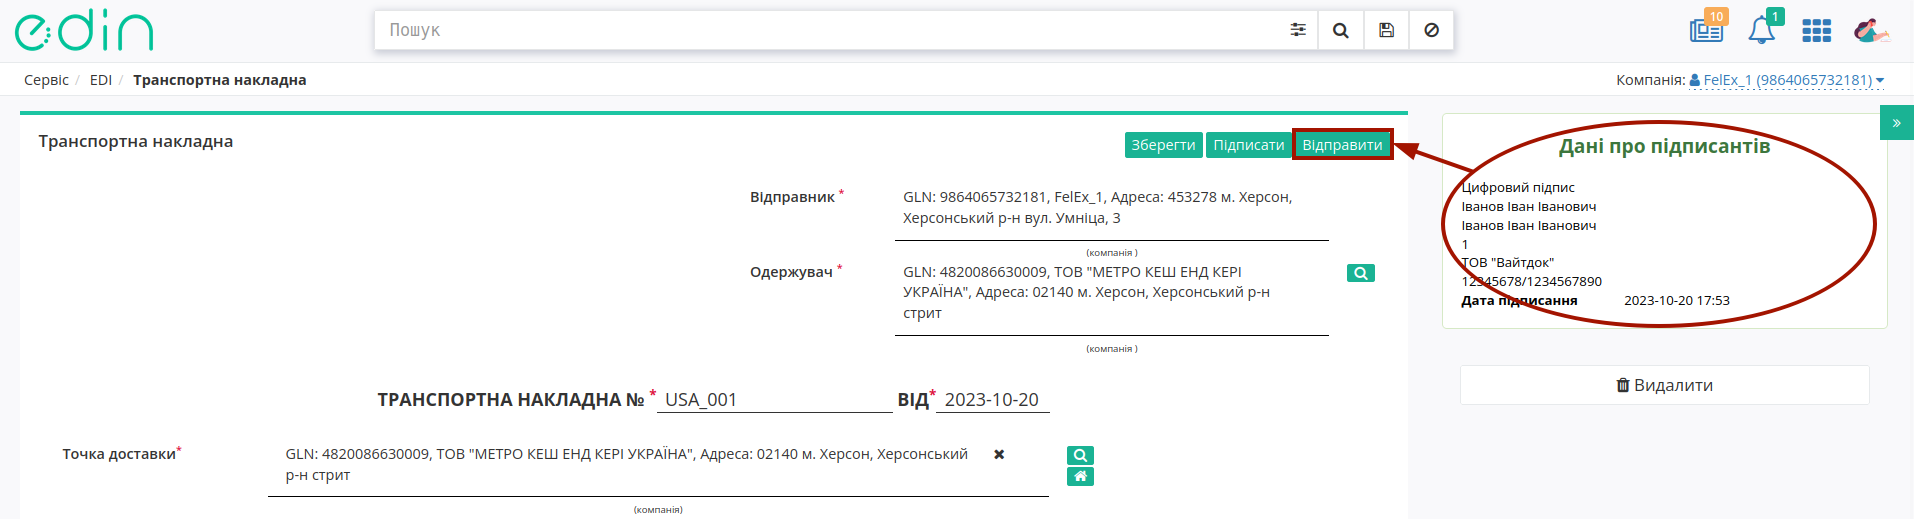 edin
Пошук
10
1
Сервіс / EDI / Транспортна накладна
Компанія: FelEx_1 (9864065732181)
»
Транспортна накладна
Зберегти Підписати Відправити
Дані про підписантів
Цифровий підпис
Іванов Іван Іванович
Іванов Іван Іванович
1
ТОВ "Вайтдок"
12345678/1234567890
Дата підписання 2023-10-20 17:53
Видалити
Відправник * GLN: 9864065732181, FelEx_1, Адреса: 453278 м. Херсон,
Херсонський р-н вул. Умніца, 3
(компанія )
Одержувач * GLN: 4820086630009, ТОВ "МЕТРО КЕШ ЕНД КЕРІ
УКРАЇНА", Адреса: 02140 м. Херсон, Херсонський р-н
стрит
(компанія )
ТРАНСПОРТНА НАКЛАДНА № * USA_001 ВІД* 2023-10-20
Точка доставки* GLN: 4820086630009, ТОВ "МЕТРО КЕШ ЕНД КЕРІ УКРАЇНА", Адреса: 02140 м. Херсон, Херсонський
р-н стрит
(компанія)